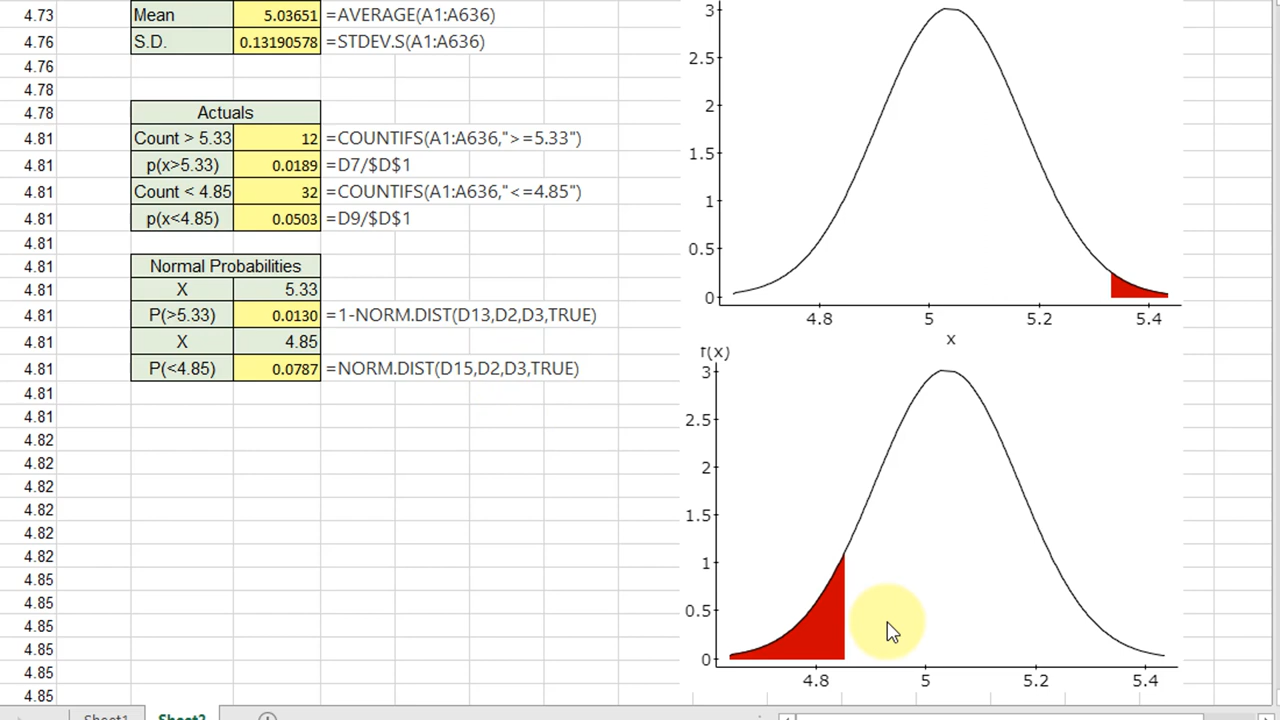 4.73 Mean 5.03651 =AVERAGE(A1:A636)
4.76 S.D. 0.13190578 =STDEV.S(A1:A636)
4.76
4.78
4.78 Actuals
4.81 Count > 5.33 12 =COUNTIFS(A1:A636,">=5.33")
4.81 p(x>5.33) 0.0189 =D7/$D$1
4.81 Count < 4.85 32 =COUNTIFS(A1:A636,"<=4.85")
4.81 p(x<4.85) 0.0503 =D9/$D$1
4.81
4.81 Normal Probabilities
4.81 X 5.33
4.81 P(>5.33) 0.0130 =1-NORM.DIST(D13,D2,D3,TRUE)
4.81 X 4.85
4.81 P(<4.85) 0.0787 =NORM.DIST(D15,D2,D3,TRUE)
4.81
4.81
4.82
4.82
4.82
4.82
4.82
4.82
4.85
4.85
4.85
4.85
4.85
4.85
3
2.5
2
1.5
1
0.5
0
4.8 5 5.2 5.4
x
f(x)
3
2.5
2
1.5
1
0.5
0
4.8 5 5.2 5.4
Sheet1 Sheet2